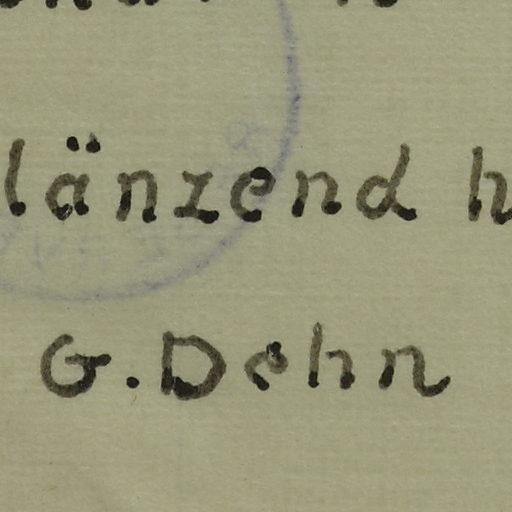 länzend h
G. Dehn